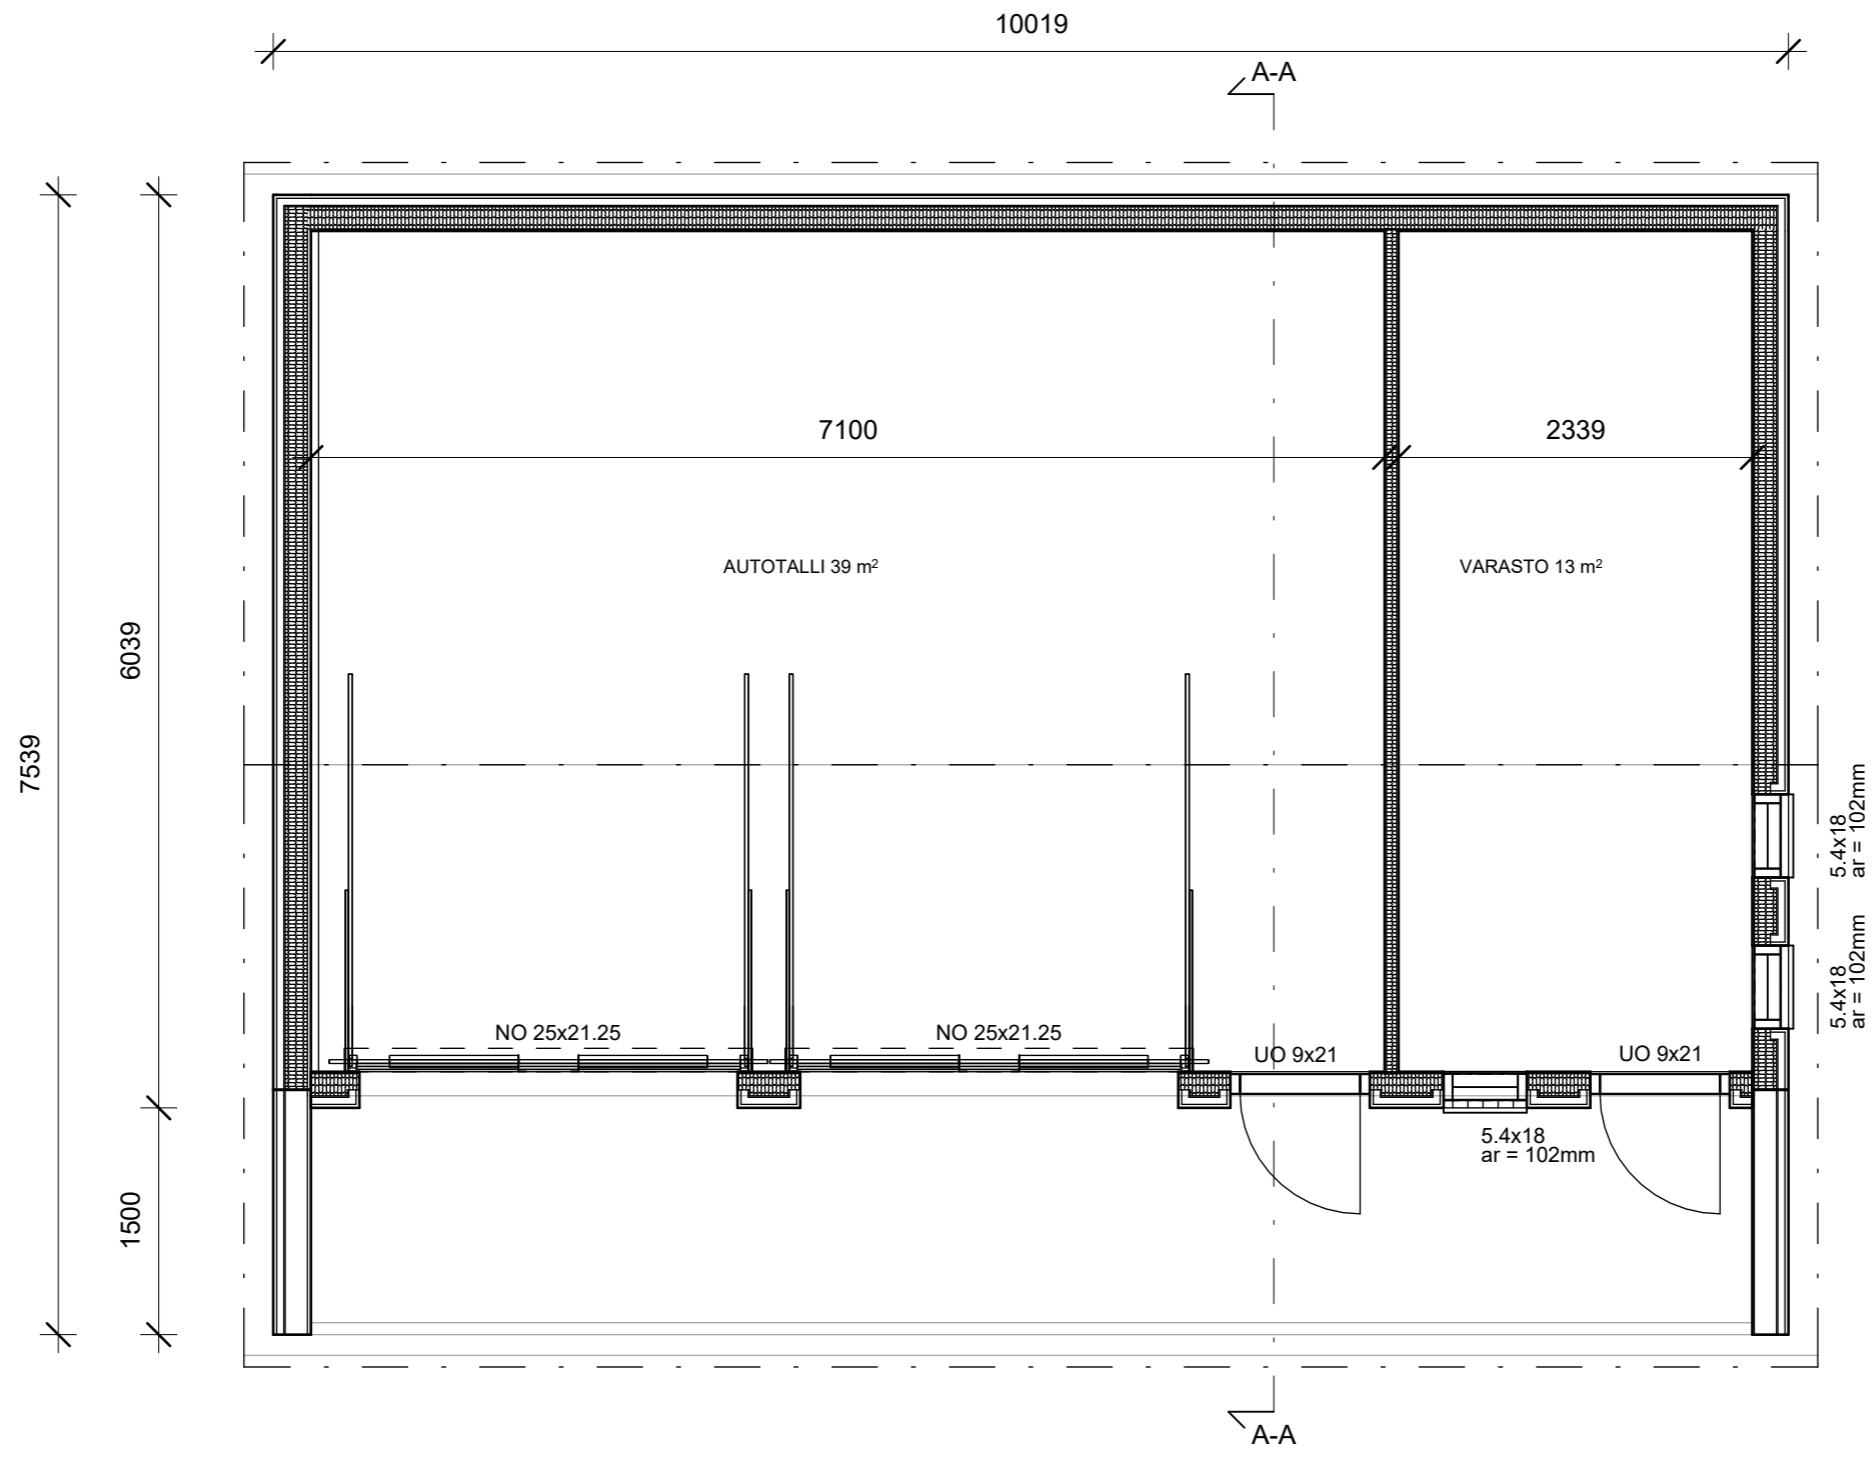 10019
A-A
7100
2339
AUTOTALLI 39 m²
VARASTO 13 m²
6039
7539
1500
NO 25x21.25
NO 25x21.25
UO 9x21
UO 9x21
5.4x18
ar = 102mm
5.4x18
ar = 102mm
5.4x18
ar = 102mm
A-A